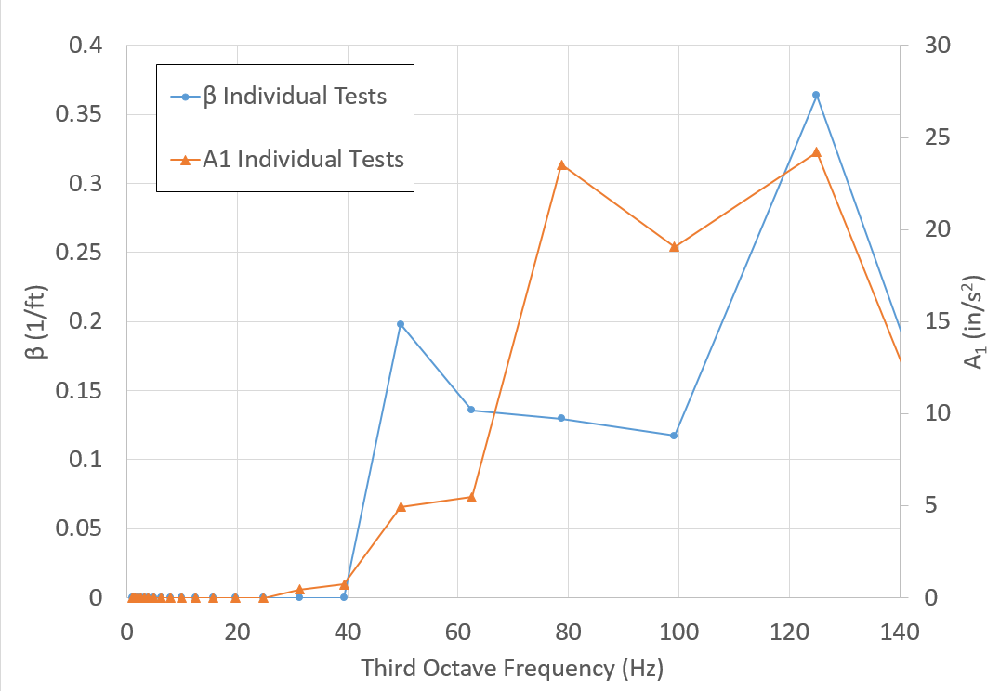 0.4
0.35
0.3
0.25
0.2
0.15
0.1
0.05
0
β (1/ft)
β Individual Tests
A1 Individual Tests
30
25
20
15
10
5
0
A₁ (in/s²)
0 20 40 60 80 100 120 140
Third Octave Frequency (Hz)